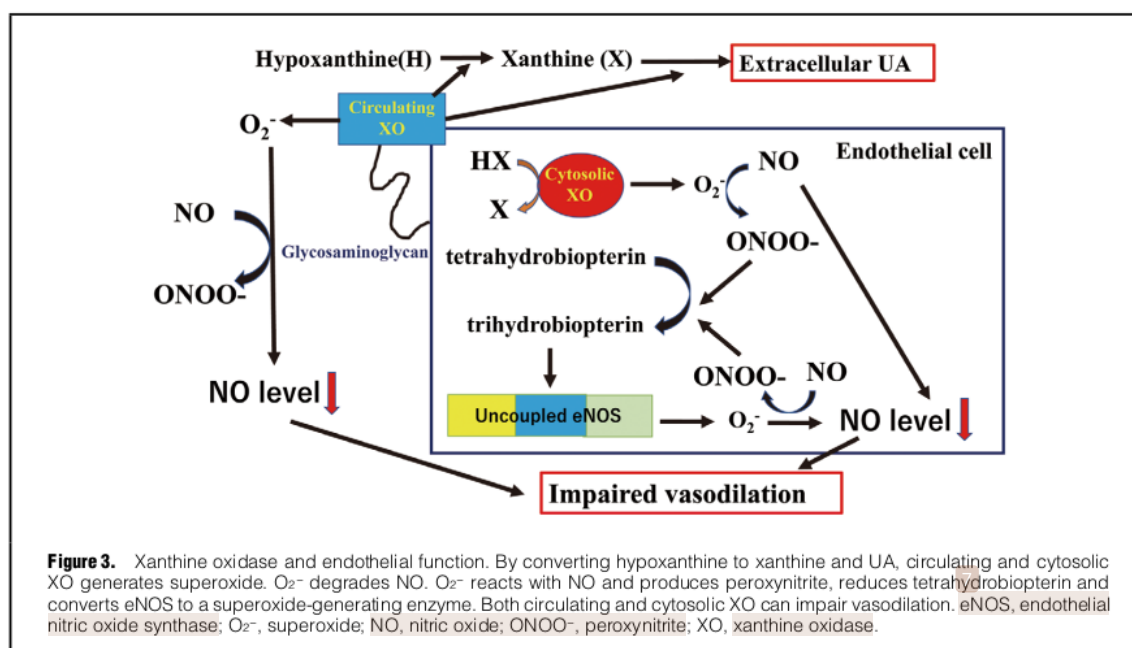 Hypoxanthine(H)
Xanthine (X)
Extracellular UA
Circulating
XO
O₂⁻
Endothelial cell
HX
Cytosolic
XO
X
O₂⁻
NO
NO
Glycosaminoglycan
ONOO-
ONOO-
tetrahydrobiopterin
trihydrobiopterin
ONOO-
NO
NO level
Uncoupled eNOS
O₂⁻
NO level
Impaired vasodilation
Figure 3. Xanthine oxidase and endothelial function. By converting hypoxanthine to xanthine and UA, circulating and cytosolic
XO generates superoxide. O₂⁻ degrades NO. O₂⁻ reacts with NO and produces peroxynitrite, reduces tetrahydrobiopterin and
converts eNOS to a superoxide-generating enzyme. Both circulating and cytosolic XO can impair vasodilation. eNOS, endothelial
nitric oxide synthase; O₂⁻, superoxide; NO, nitric oxide; ONOO⁻, peroxynitrite; XO, xanthine oxidase.